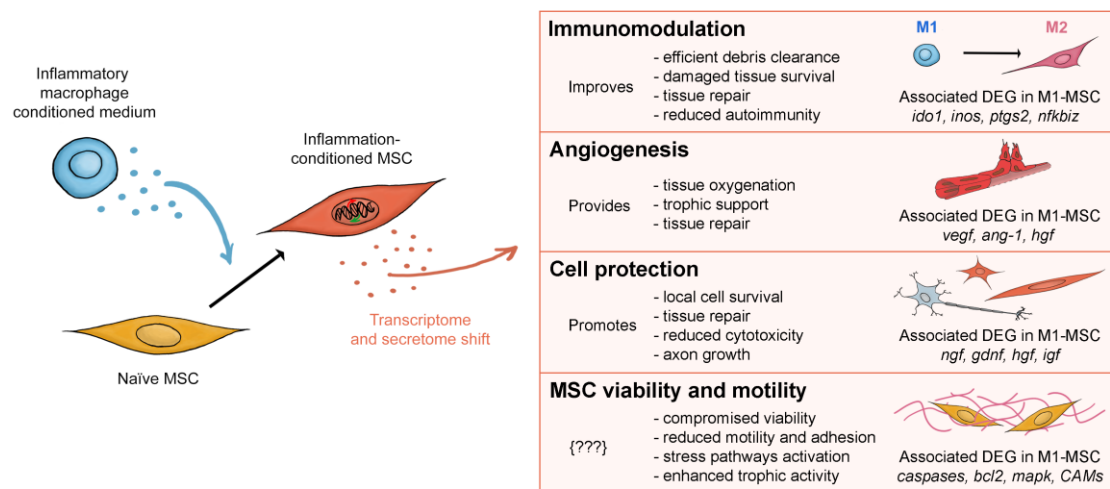 Inflammatory
macrophage
conditioned medium
Inflammation-
conditioned MSC
Transcriptome
and secretome shift
Naïve MSC
Immunomodulation
Improves
- efficient debris clearance
- damaged tissue survival
- tissue repair
- reduced autoimmunity
M1
M2
Associated DEG in M1-MSC
ido1, inos, ptgs2, nfkbiz
Angiogenesis
Provides
- tissue oxygenation
- trophic support
- tissue repair
Associated DEG in M1-MSC
vegf, ang-1, hgf
Cell protection
Promotes
- local cell survival
- tissue repair
- reduced cytotoxicity
- axon growth
Associated DEG in M1-MSC
ngf, gdnf, hgf, igf
MSC viability and motility
{???}
- compromised viability
- reduced motility and adhesion
- stress pathways activation
- enhanced trophic activity
Associated DEG in M1-MSC
caspases, bcl2, mapk, CAMs